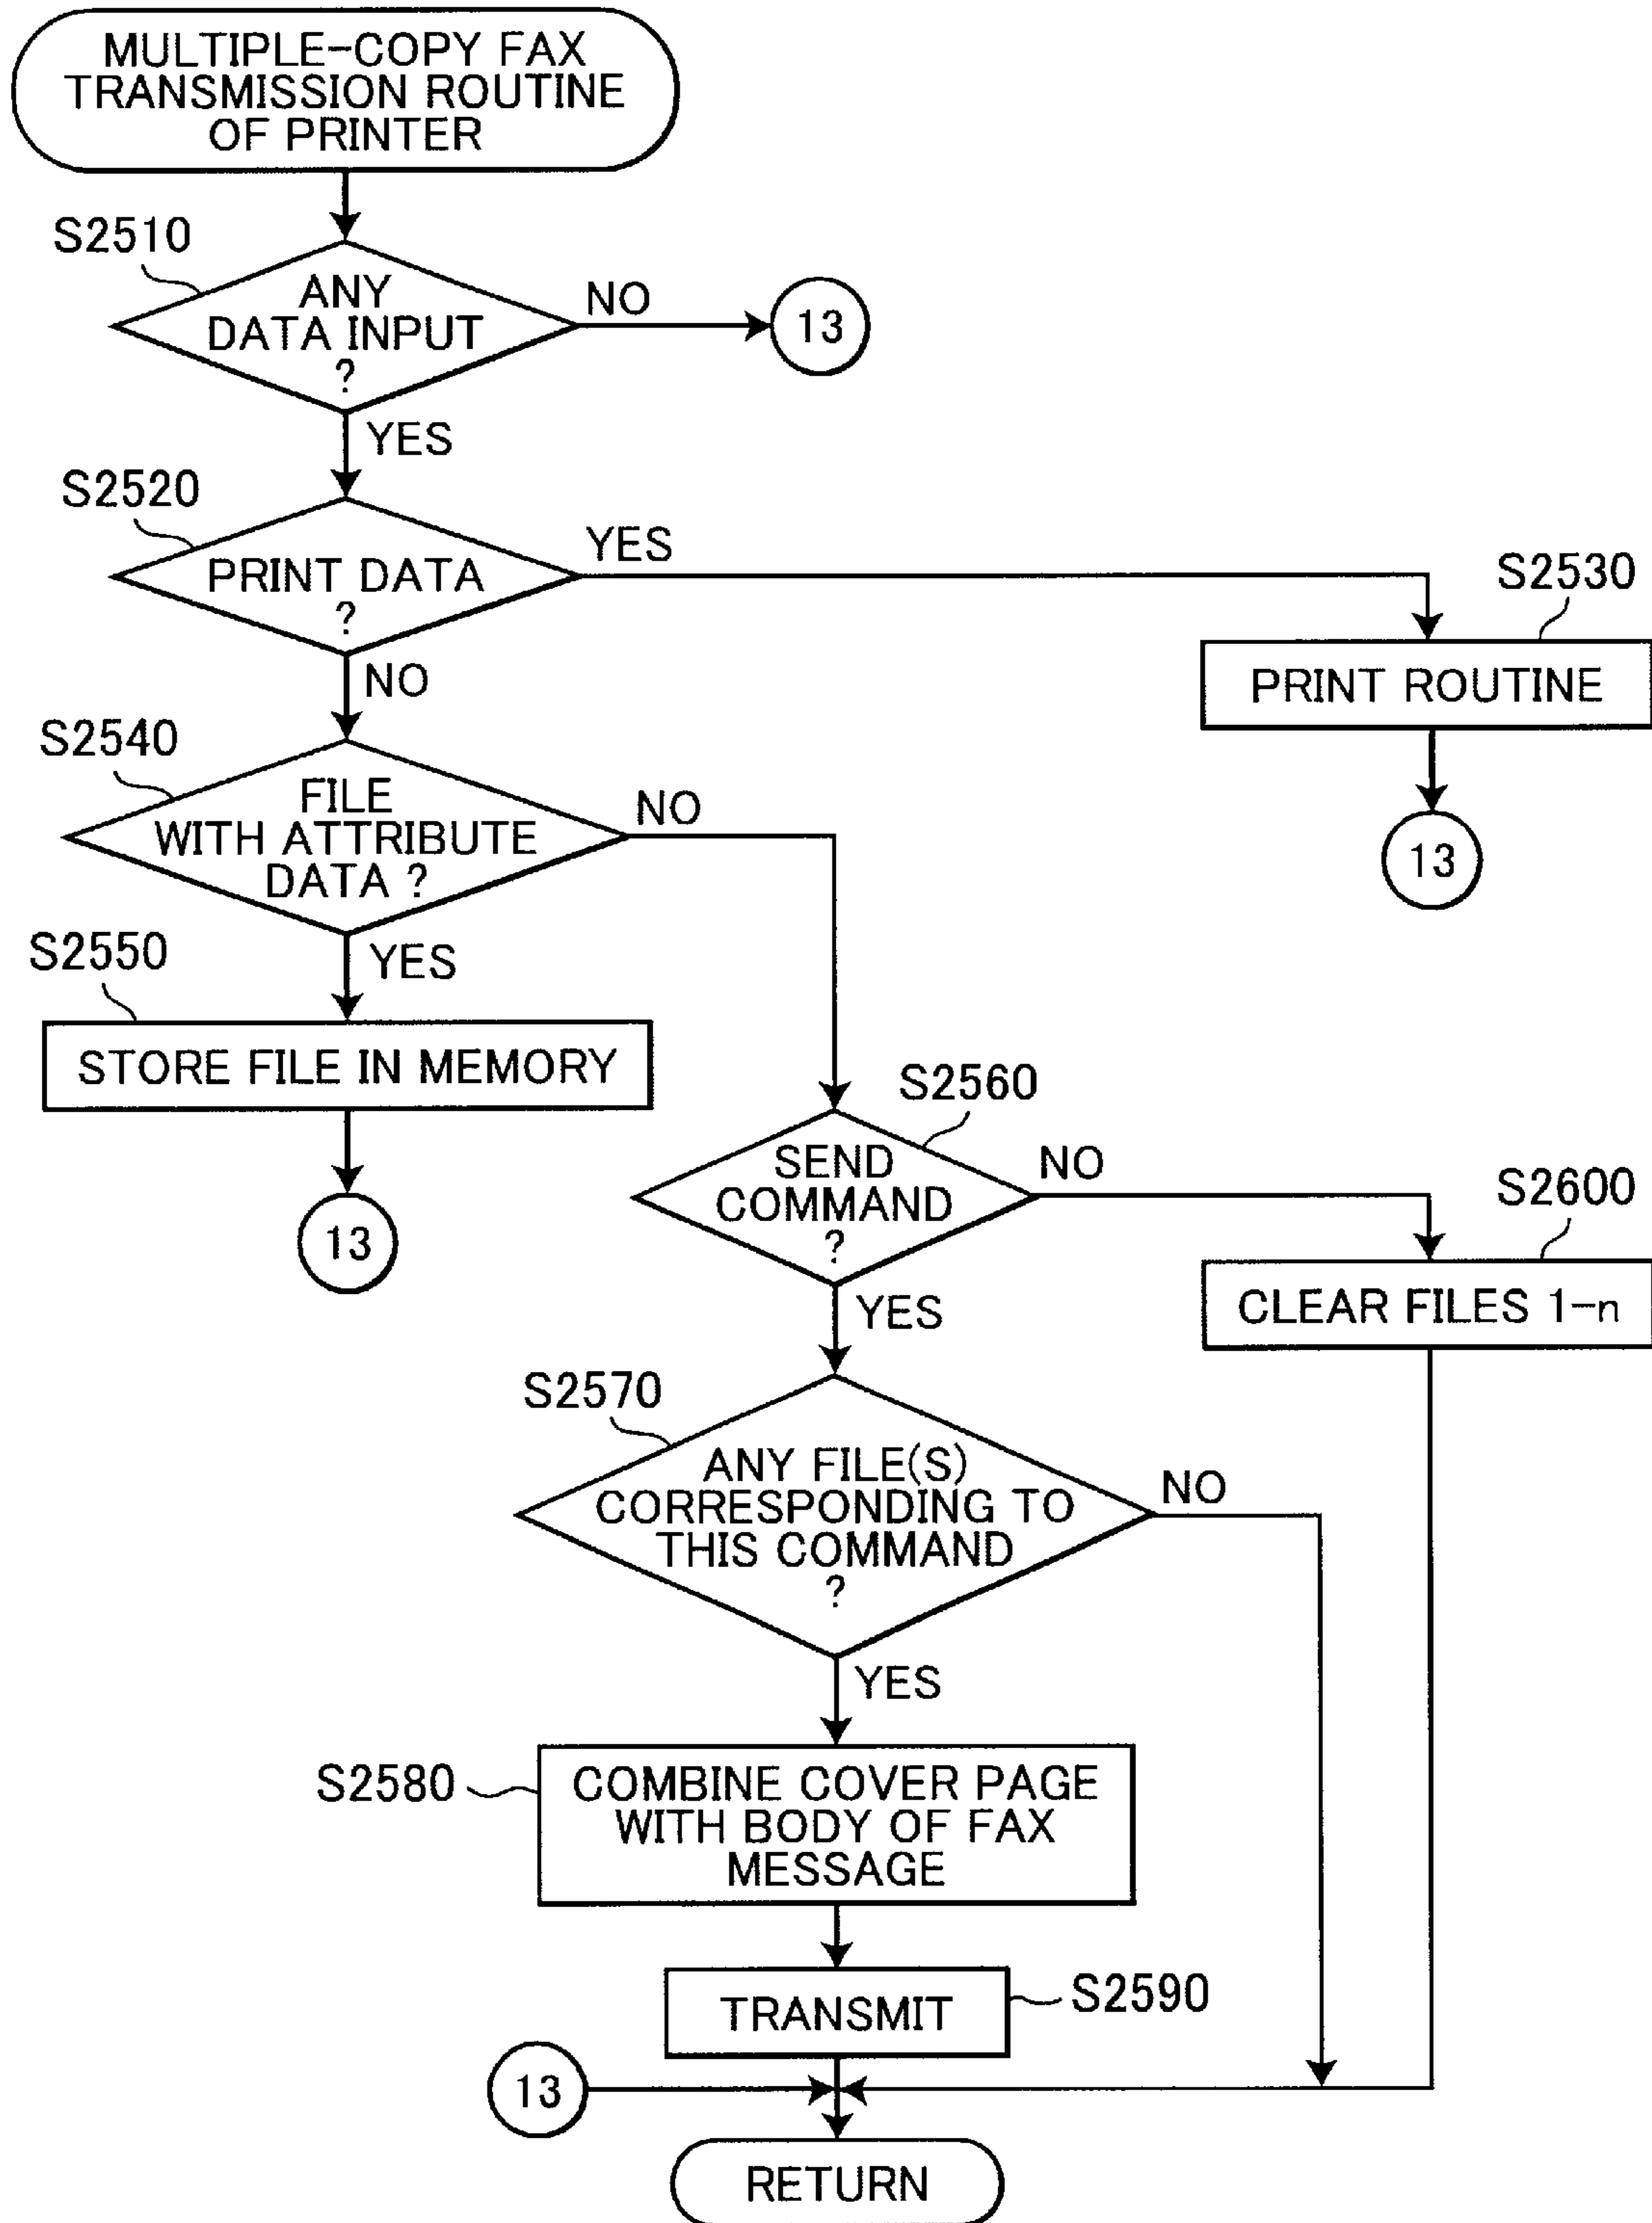 MULTIPLE-COPY FAX
TRANSMISSION ROUTINE
OF PRINTER
S2510
ANY
DATA INPUT
?
NO
13
YES
S2520
PRINT DATA
?
YES
S2530
PRINT ROUTINE
13
NO
S2540
FILE
WITH ATTRIBUTE
DATA ?
NO
YES
S2550
STORE FILE IN MEMORY
13
S2560
SEND
COMMAND
?
NO
S2600
CLEAR FILES 1-n
YES
S2570
ANY FILE(S)
CORRESPONDING TO
THIS COMMAND
?
NO
YES
S2580
COMBINE COVER PAGE
WITH BODY OF FAX
MESSAGE
TRANSMIT
S2590
13
RETURN